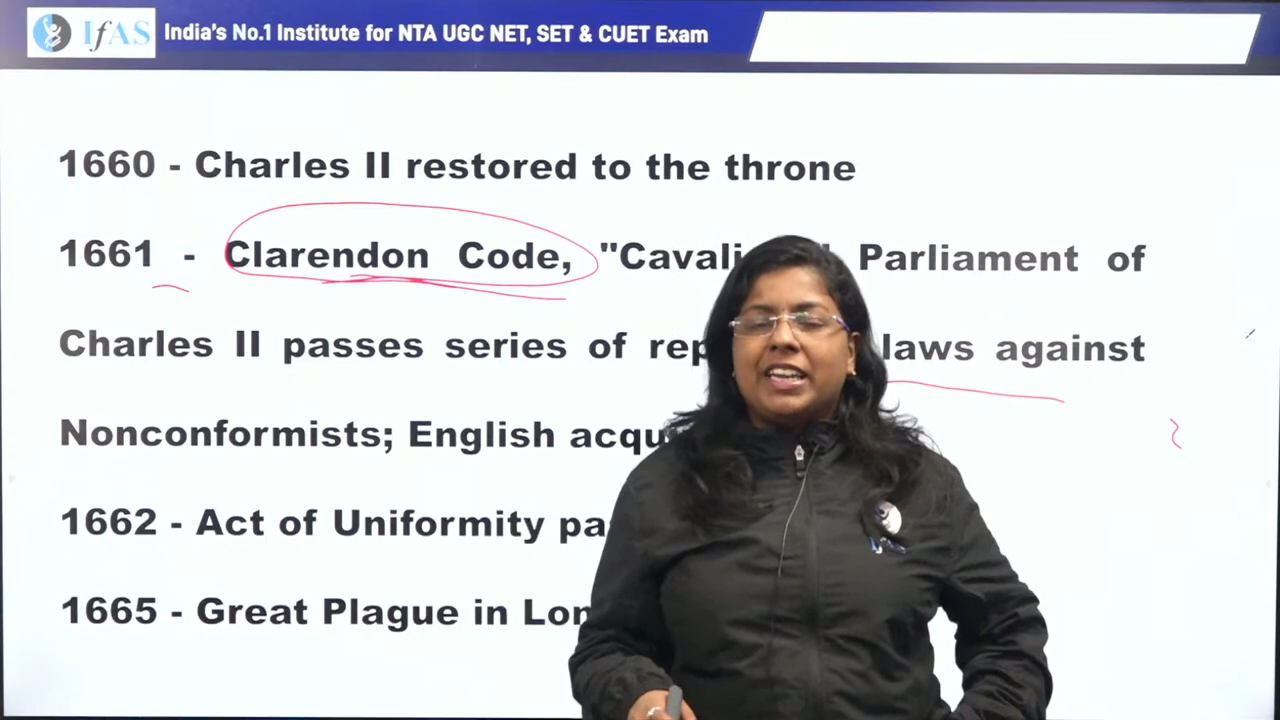 IfAS India's No.1 Institute for NTA UGC NET, SET & CUET Exam
1660 - Charles II restored to the throne
1661 - Clarendon Code, "Cavali Parliament of
Charles II passes series of rep laws against
Nonconformists; English acqu
1662 - Act of Uniformity pa
1665 - Great Plague in Lon